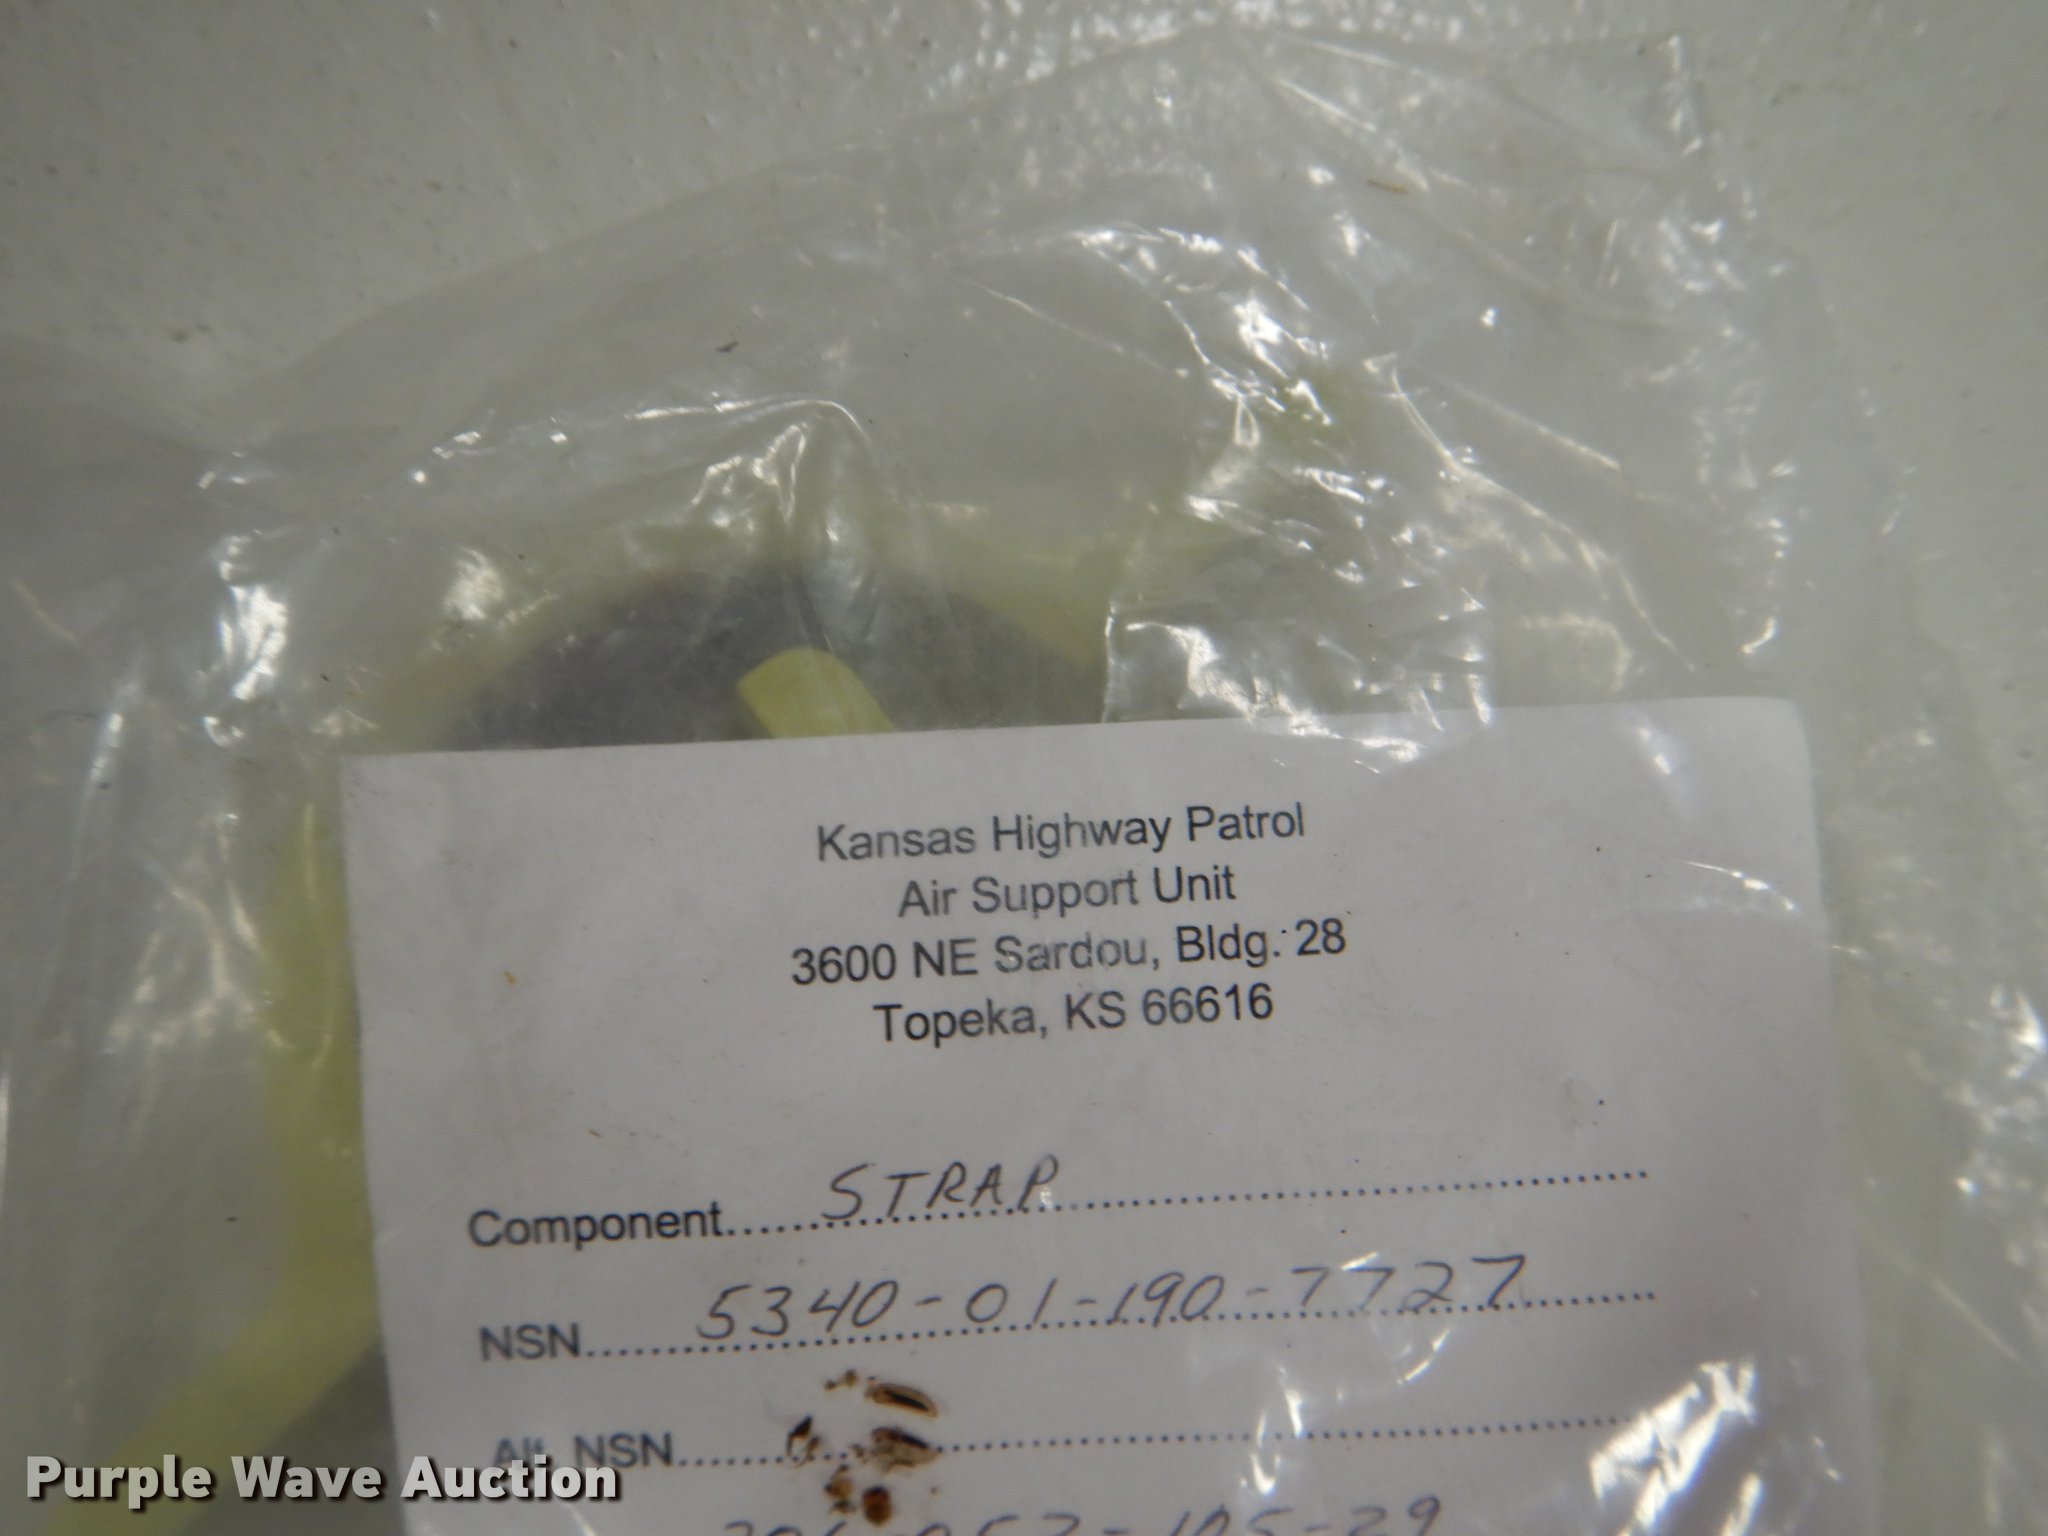 Kansas Highway Patrol
Air Support Unit
3600 NE Sardou, Bldg. 28
Topeka, KS 66616
Component......STRAP..............................
NSN......5340-01-190-7727..........
Alt. NSN..............................
Purple Wave Auction